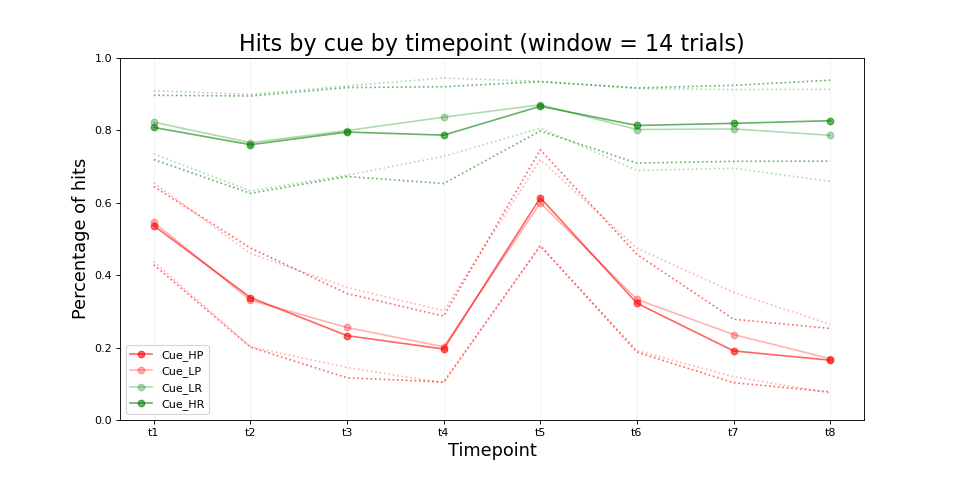 Hits by cue by timepoint (window = 14 trials)
Percentage of hits
1.0
0.8
0.6
0.4
0.2
0.0
Cue_HP
Cue_LP
Cue_LR
Cue_HR
t1 t2 t3 t4 t5 t6 t7 t8
Timepoint